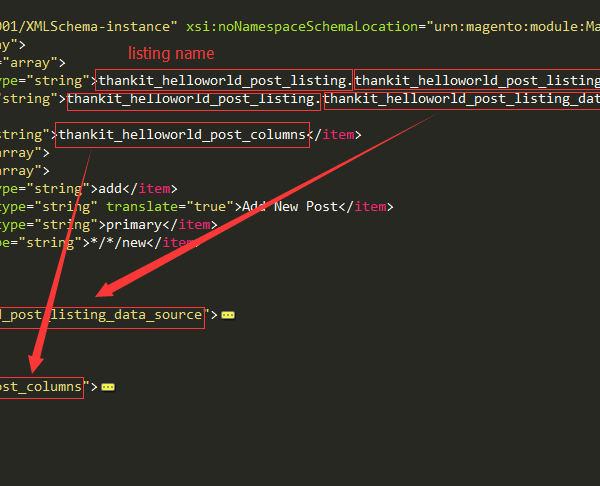 001/XMLSchema-instance" xsi:noNamespaceSchemaLocation="urn:magento:module:Ma
ay">
listing name
="array">
ype="string">thankit_helloworld_post_listing.thankit_helloworld_post_listing
"string">thankit_helloworld_post_listing.thankit_helloworld_post_listing_dat
string">thankit_helloworld_post_columns</item>
array">
array">
ype="string">add</item>
type="string" translate="true">Add New Post</item>
type="string">primary</item>
pe="string">*/*/new</item>
d_post_listing_data_source">
ost_columns">